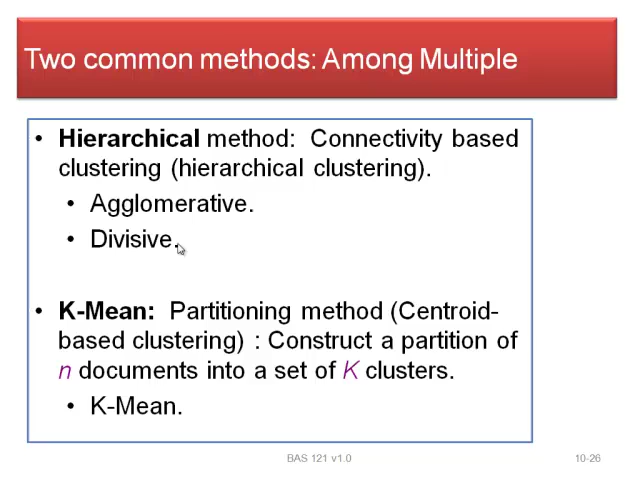 Two common methods: Among Multiple
• Hierarchical method: Connectivity based
clustering (hierarchical clustering).
• Agglomerative.
• Divisive.
• K-Mean: Partitioning method (Centroid-
based clustering) : Construct a partition of
n documents into a set of K clusters.
• K-Mean.
BAS 121 v1.0
10-26